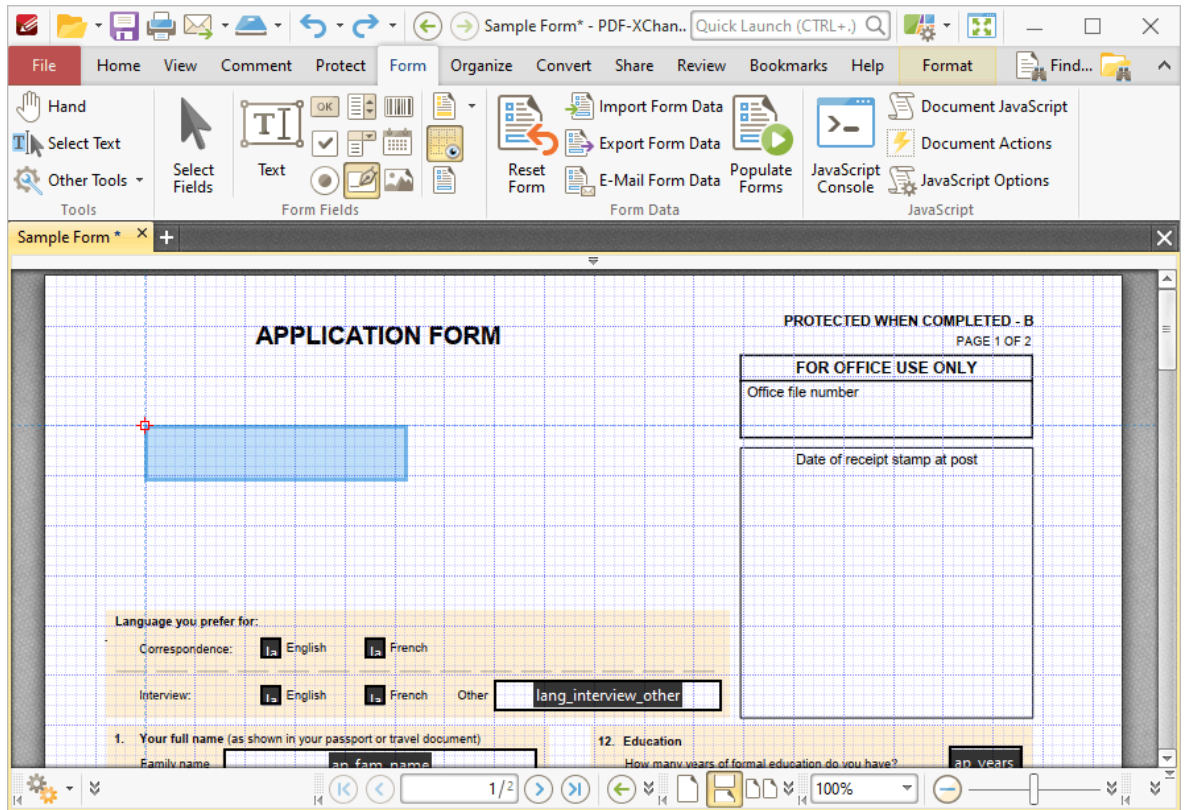 Sample Form* - PDF-XChan..
Quick Launch (CTRL+.)
File Home View Comment Protect Form Organize Convert Share Review Bookmarks Help Format Find...
Hand
Select Text
Other Tools
Tools
Select Fields
Text
OK
Form Fields
Reset Form
Import Form Data
Export Form Data
E-Mail Form Data
Populate Forms
Form Data
JavaScript Console
Document JavaScript
Document Actions
JavaScript Options
JavaScript
Sample Form *
APPLICATION FORM
PROTECTED WHEN COMPLETED - B
PAGE 1 OF 2
FOR OFFICE USE ONLY
Office file number
Date of receipt stamp at post
Language you prefer for:
Correspondence: English French
Interview: English French Other lang_interview_other
1. Your full name (as shown in your passport or travel document)
Family name ap_fam_name
12. Education
How many years of formal education do you have? ap_years
1/2
100%